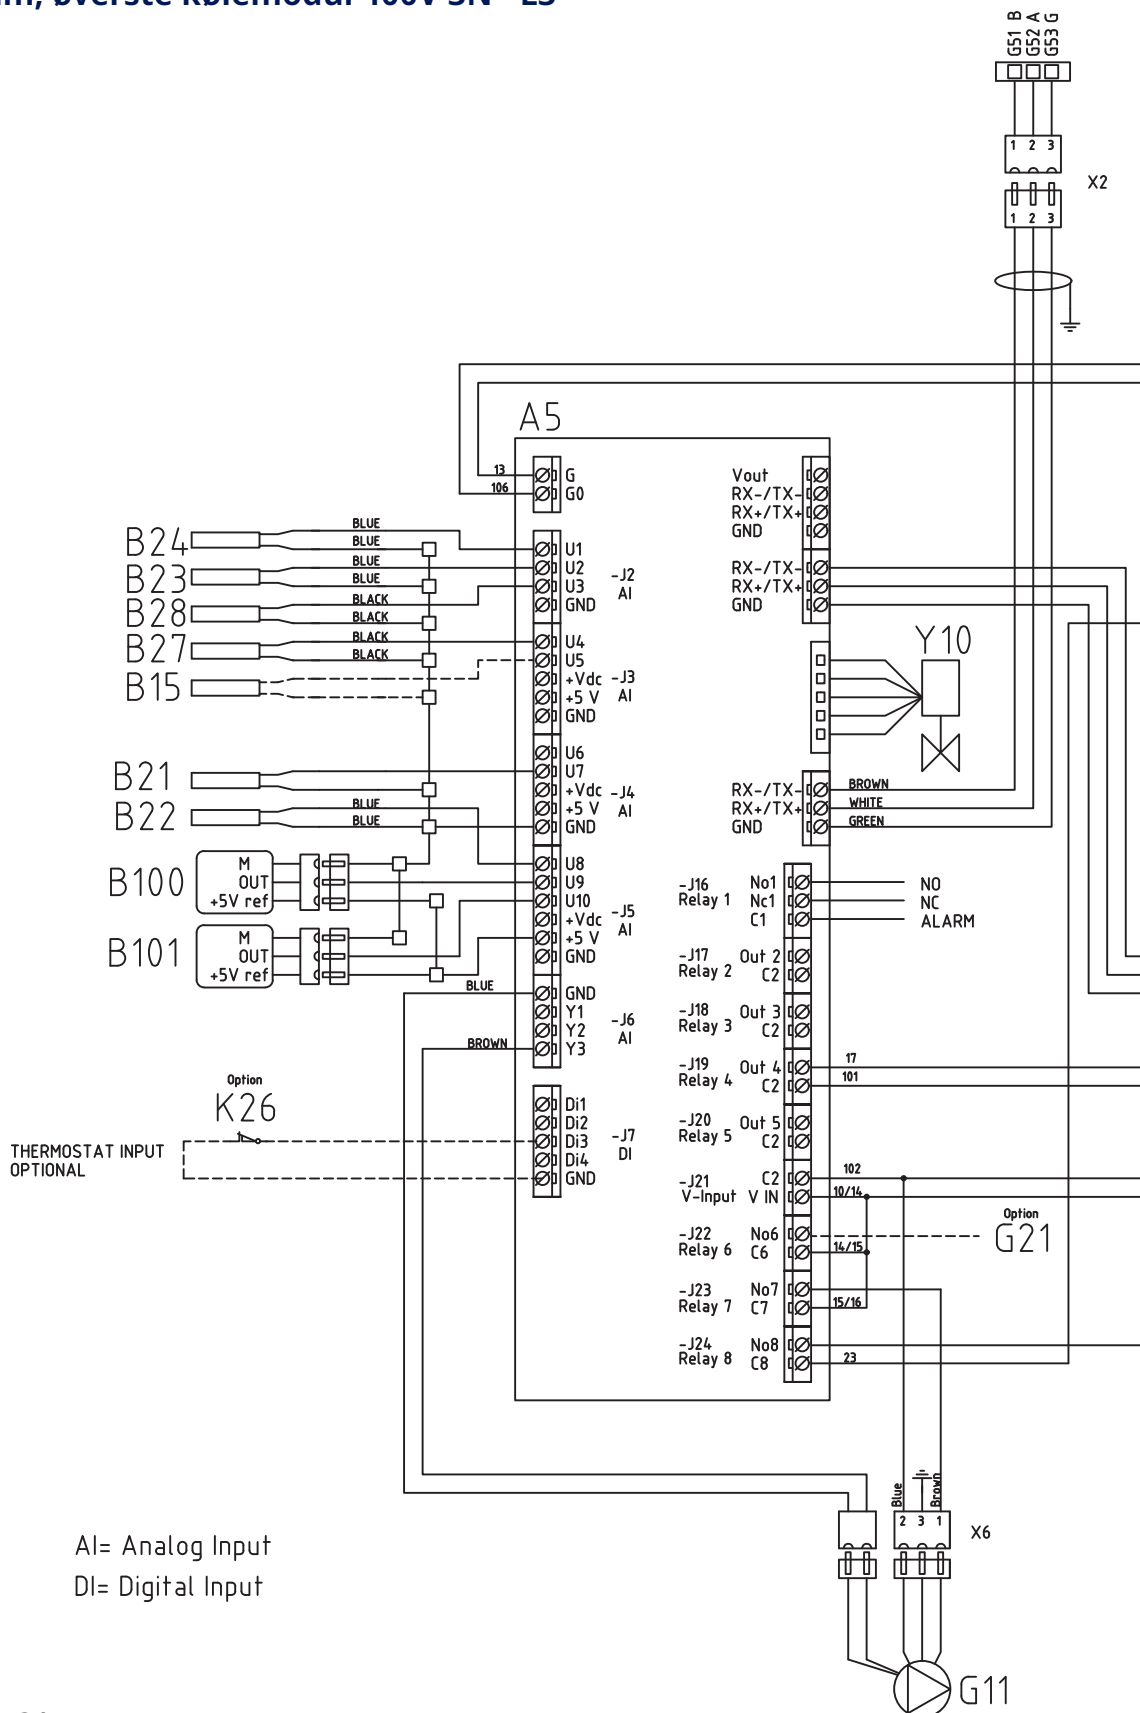 øverste kølemodul 400V 3N~ LS
G51 B
G52 A
G53 G
1 2 3
X2
1 2 3
A5
13
G
106
G0
Vout
RX-/TX-
RX+/TX+
GND
B24
BLUE
BLUE
B23
BLUE
BLUE
B28
BLACK
BLACK
B27
BLACK
BLACK
B15
U1
U2
U3
GND
-J2
AI
RX-/TX-
RX+/TX+
GND
U4
U5
+Vdc
+5 V
GND
-J3
AI
Y10
B21
B22
BLUE
BLUE
U6
U7
+Vdc
+5 V
GND
-J4
AI
RX-/TX-
RX+/TX+
GND
BROWN
WHITE
GREEN
B100
M
OUT
+5V ref
B101
M
OUT
+5V ref
U8
U9
U10
+Vdc
+5 V
GND
-J5
AI
-J16
Relay 1
No1
Nc1
C1
NO
NC
ALARM
-J17
Relay 2
Out 2
C2
BLUE
BROWN
GND
Y1
Y2
Y3
-J6
AI
-J18
Relay 3
Out 3
C2
-J19
Relay 4
Out 4
C2
17
101
Option
K26
THERMOSTAT INPUT
OPTIONAL
Di1
Di2
Di3
Di4
GND
-J7
DI
-J20
Relay 5
Out 5
C2
-J21
V-Input
C2
V IN
102
10/14
-J22
Relay 6
No6
C6
14/15
Option
G21
-J23
Relay 7
No7
C7
15/16
-J24
Relay 8
No8
C8
23
Blue
Brown
2 3 1
X6
AI= Analog Input
DI= Digital Input
G11